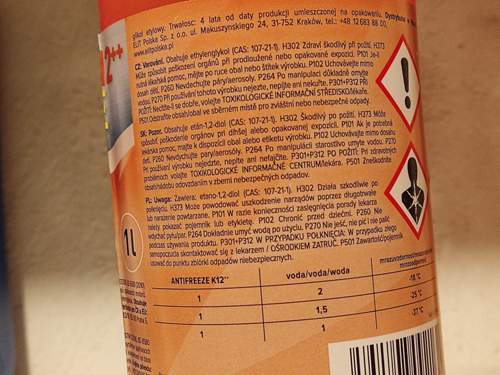 glikol etylowy. Trwałość: 4 lata od daty produkcji umieszczonej na opakowaniu.
ELIT Polska Sp. z o.o. ul. Makuszyńskiego 24, 31-752 Kraków, tel.: +48 12 683 88 00,
www.elitpolska.pl
CZ: Varování. Obsahuje ethylenglykol (CAS: 107-21-1). H302 Zdraví škodlivý při požití. H373
Může způsobit poškození orgánů při prodloužené nebo opakované expozici. P101 Je-li
nutná lékařská pomoc, mějte po ruce obal nebo štítek výrobku. P102 Uchovávejte mimo
dosah dětí. P260 Nevdechujte páry/aerosoly. P264 Po manipulaci důkladně omyjte
vodou. P270 Při používání tohoto výrobku nejezte, nepijte ani nekuřte. P301+P312 PŘI
POŽITÍ: Necítíte-li se dobře, volejte TOXIKOLOGICKÉ INFORMAČNÍ STŘEDISKO/lékaře.
P501 Odstraňte obsah/obal ve sběrném místě pro zvláštní nebo nebezpečné odpady.
SK: Pozor. Obsahuje etán-1,2-diol (CAS: 107-21-1). H302 Škodlivý po požití. H373 Môže
spôsobiť poškodenie orgánov pri dlhšej alebo opakovanej expozícii. P101 Ak je potrebná
lekárska pomoc, majte k dispozícii obal alebo etiketu výrobku. P102 Uchovávajte mimo dosahu
detí. P260 Nevdychujte pary/aerosóly. P264 Po manipulácii starostlivo umyte vodou. P270
Pri používaní výrobku nejedzte, nepite ani nefajčite. P301+P312 PO POŽITÍ: Pri zdravotných
problémoch volajte TOXIKOLOGICKÉ INFORMAČNÉ CENTRUM/lekára. P501 Zneškodnite
obsah/nádobu odovzdaním v zberni nebezpečných odpadov.
PL: Uwaga: Zawiera: etano-1,2-diol (CAS: 107-21-1). H302 Działa szkodliwie po
połknięciu. H373 Może powodować uszkodzenie narządów poprzez długotrwałe
lub narażenie powtarzane. P101 W razie konieczności zasięgnięcia porady lekarza
należy pokazać pojemnik lub etykietę. P102 Chronić przed dziećmi. P260 Nie
wdychać pyłu/par. P264 Dokładnie umyć wodą po użyciu. P270 Nie jeść, nie pić i nie palić
podczas używania produktu. P301+P312 W PRZYPADKU POŁKNIĘCIA: W przypadku złego
samopoczucia skontaktować się z lekarzem / OŚRODKIEM ZATRUĆ. P501 Zawartość/pojemnik
usuwać do punktu zbiórki odpadów niebezpiecznych.
12++
1L
ANTIFREEZE K12++ voda/voda/woda
1 2 -18 °C
1 1,5 -25 °C
1 1 -37 °C